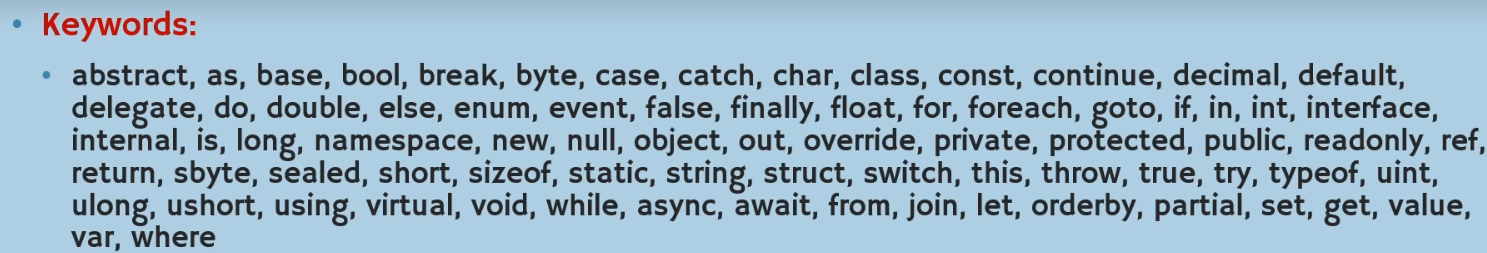 • Keywords:
• abstract, as, base, bool, break, byte, case, catch, char, class, const, continue, decimal, default,
delegate, do, double, else, enum, event, false, finally, float, for, foreach, goto, if, in, int, interface,
internal, is, long, namespace, new, null, object, out, override, private, protected, public, readonly, ref,
return, sbyte, sealed, short, sizeof, static, string, struct, switch, this, throw, true, try, typeof, uint,
ulong, ushort, using, virtual, void, while, async, await, from, join, let, orderby, partial, set, get, value,
var, where